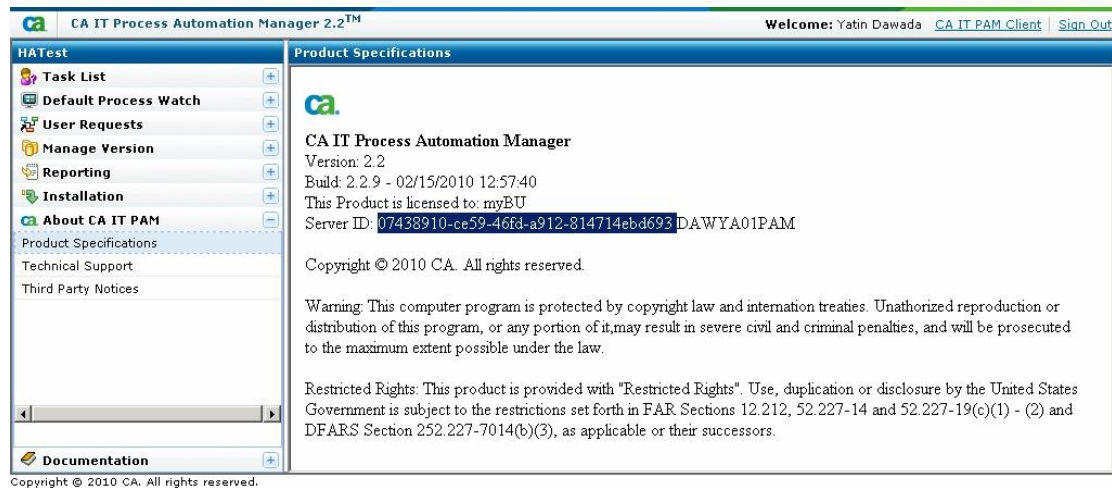 ca CA IT Process Automation Manager 2.2TM
Welcome: Yatin Dawada CA IT PAM Client Sign Out
HATest
Task List
Default Process Watch
User Requests
Manage Version
Reporting
Installation
ca About CA IT PAM
Product Specifications
Technical Support
Third Party Notices
Documentation
Product Specifications
ca.
CA IT Process Automation Manager
Version: 2.2
Build: 2.2.9 - 02/15/2010 12:57:40
This Product is licensed to: myBU
Server ID: 07438910-ce59-46fd-a912-814714ebd693 DAWYA01PAM
Copyright © 2010 CA. All rights reserved.
Warning: This computer program is protected by copyright law and internation treaties. Unathorized reproduction or
distribution of this program, or any portion of it,may result in severe civil and criminal penalties, and will be prosecuted
to the maximum extent possible under the law.
Restricted Rights: This product is provided with "Restricted Rights". Use, duplication or disclosure by the United States
Government is subject to the restrictions set forth in FAR Sections 12.212, 52.227-14 and 52.227-19(c)(1) - (2) and
DFARS Section 252.227-7014(b)(3), as applicable or their successors.
Copyright © 2010 CA. All rights reserved.